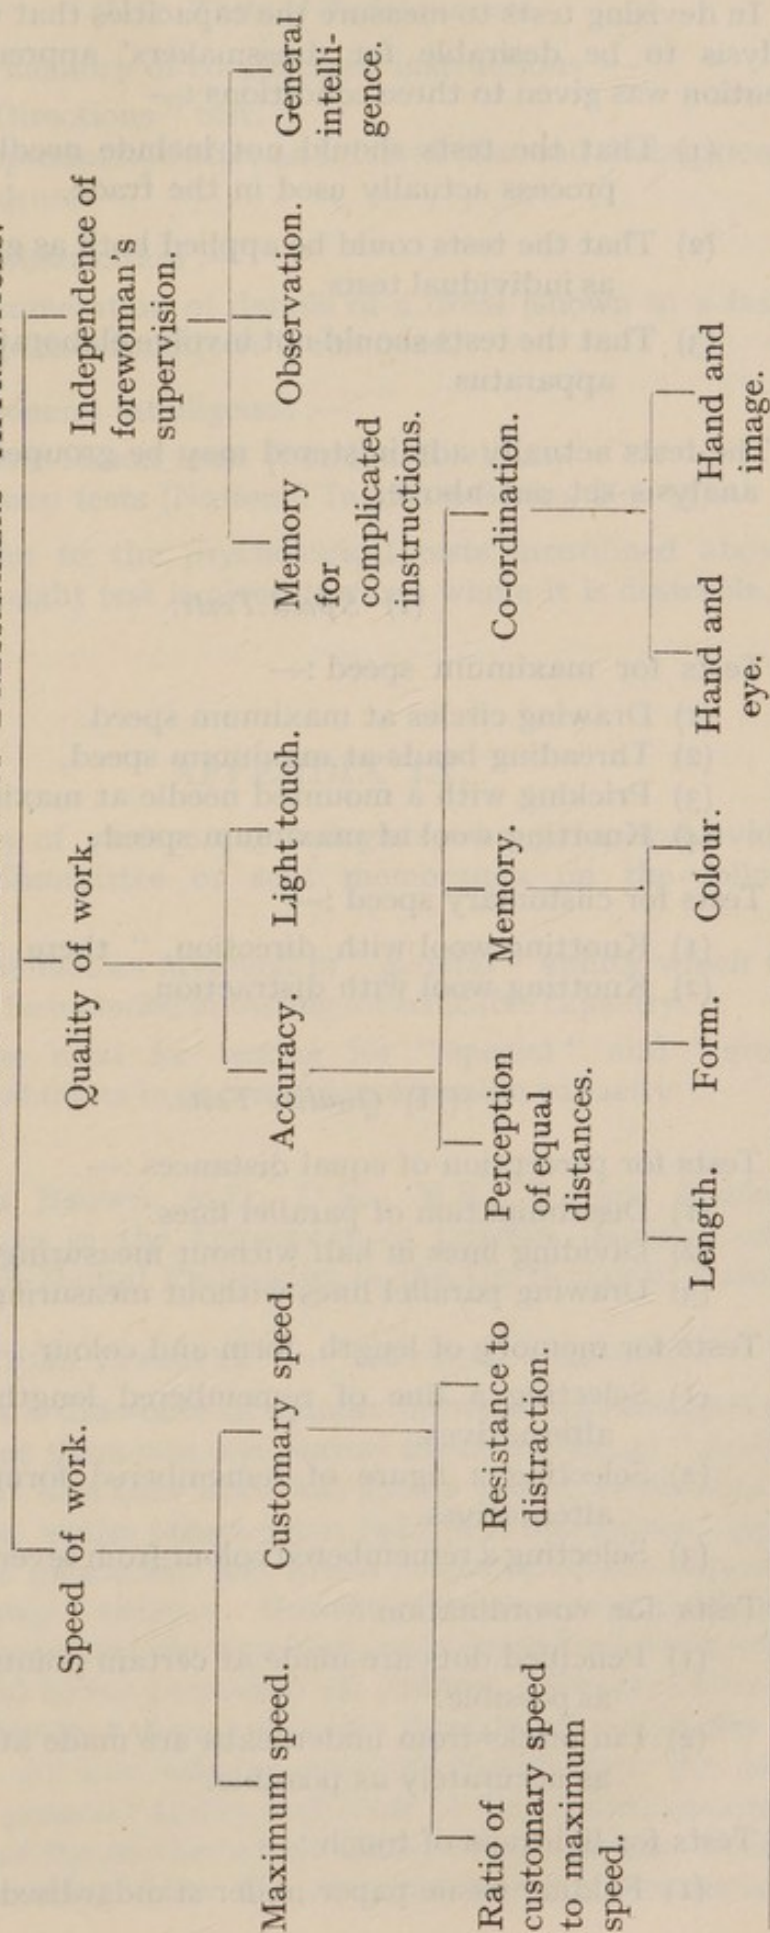 Speed of work.
Quality of work.
Independence of
forewoman's
supervision.
Maximum speed.
Customary speed.
Accuracy.
Light touch.
Memory
for
complicated
instructions.
Observation.
General
intelli-
gence.
Ratio of
customary speed
to maximum
speed.
Resistance to
distraction.
Perception
of equal
distances.
Memory.
Co-ordination.
Length.
Form.
Colour.
Hand and
eye.
Hand and
image.